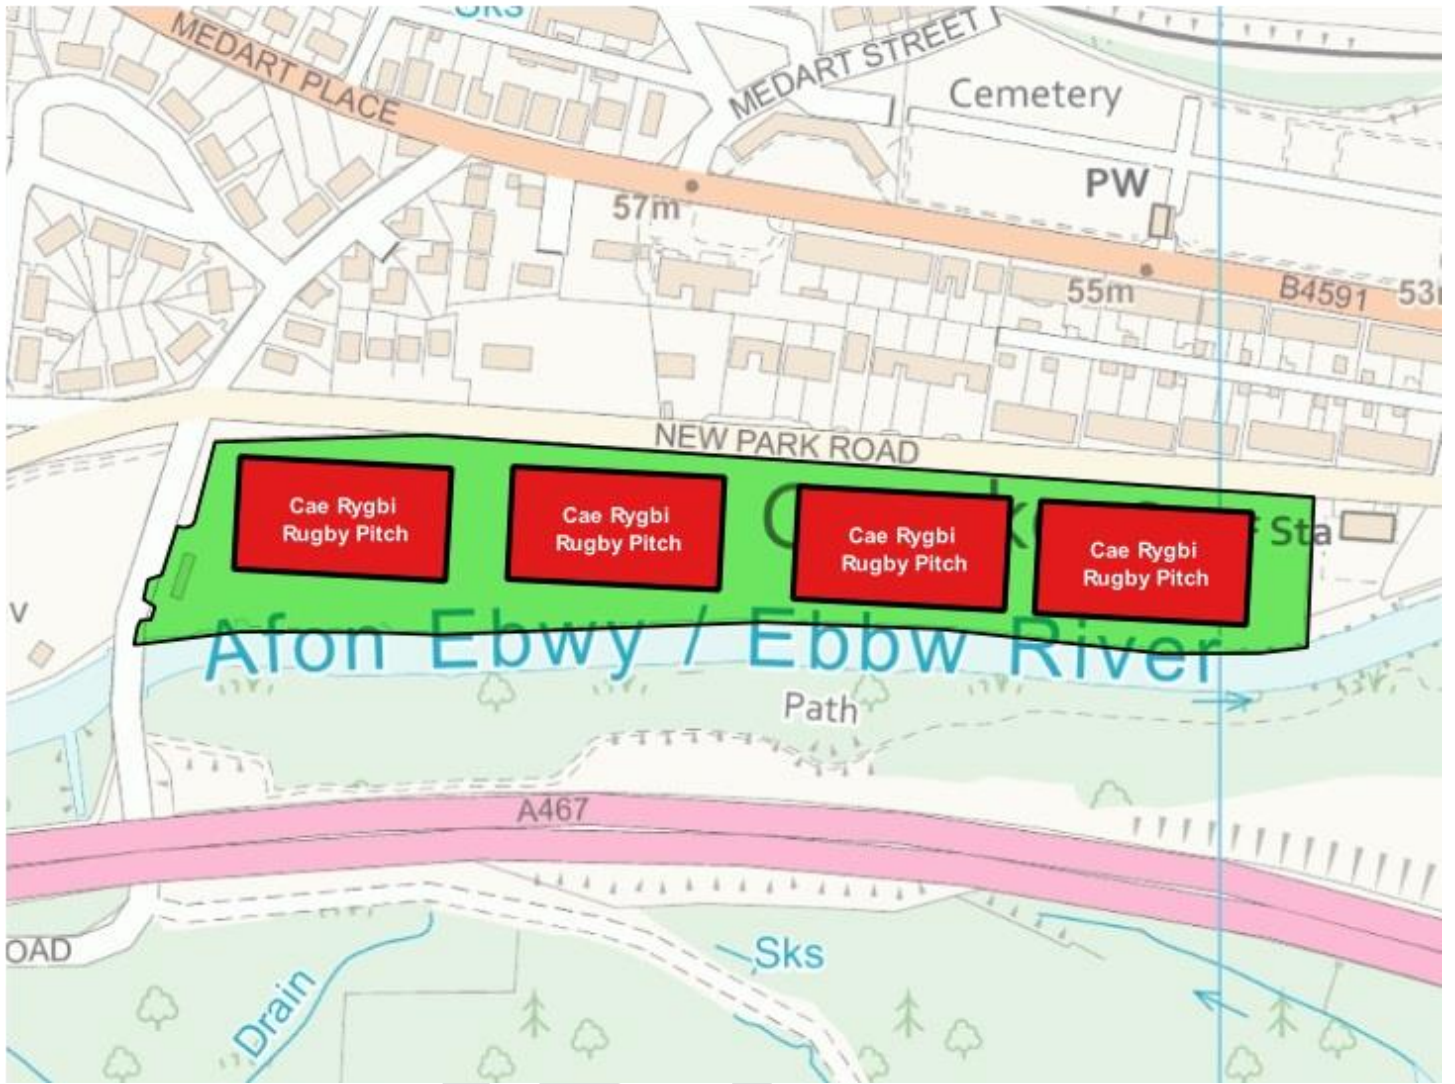 Sks
MEDART PLACE
MEDART STREET
Cemetery
PW
57m
55m
B4591
NEW PARK ROAD
Cae Rygbi
Rugby Pitch
Cae Rygbi
Rugby Pitch
Cae Rygbi
Rugby Pitch
Cae Rygbi
Rugby Pitch
Sta
Afon Ebwy / Ebbw River
Path
A467
OAD
Sks
Drain